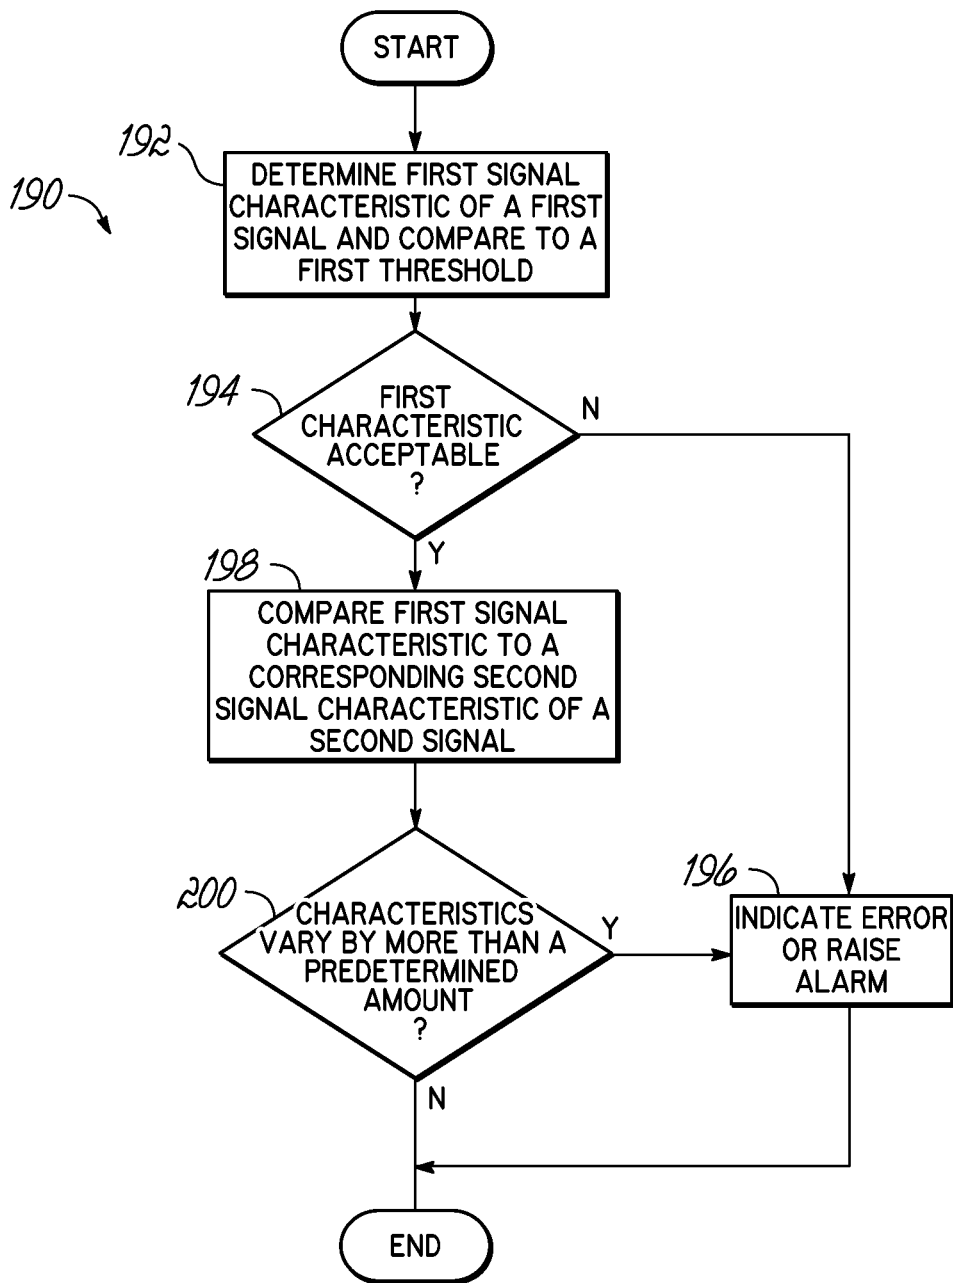 START
192
190
DETERMINE FIRST SIGNAL
CHARACTERISTIC OF A FIRST
SIGNAL AND COMPARE TO A
FIRST THRESHOLD
194
FIRST
CHARACTERISTIC
ACCEPTABLE
?
N
Y
198
COMPARE FIRST SIGNAL
CHARACTERISTIC TO A
CORRESPONDING SECOND
SIGNAL CHARACTERISTIC OF A
SECOND SIGNAL
200
CHARACTERISTICS
VARY BY MORE THAN A
PREDETERMINED
AMOUNT
?
Y
196
INDICATE ERROR
OR RAISE
ALARM
N
END